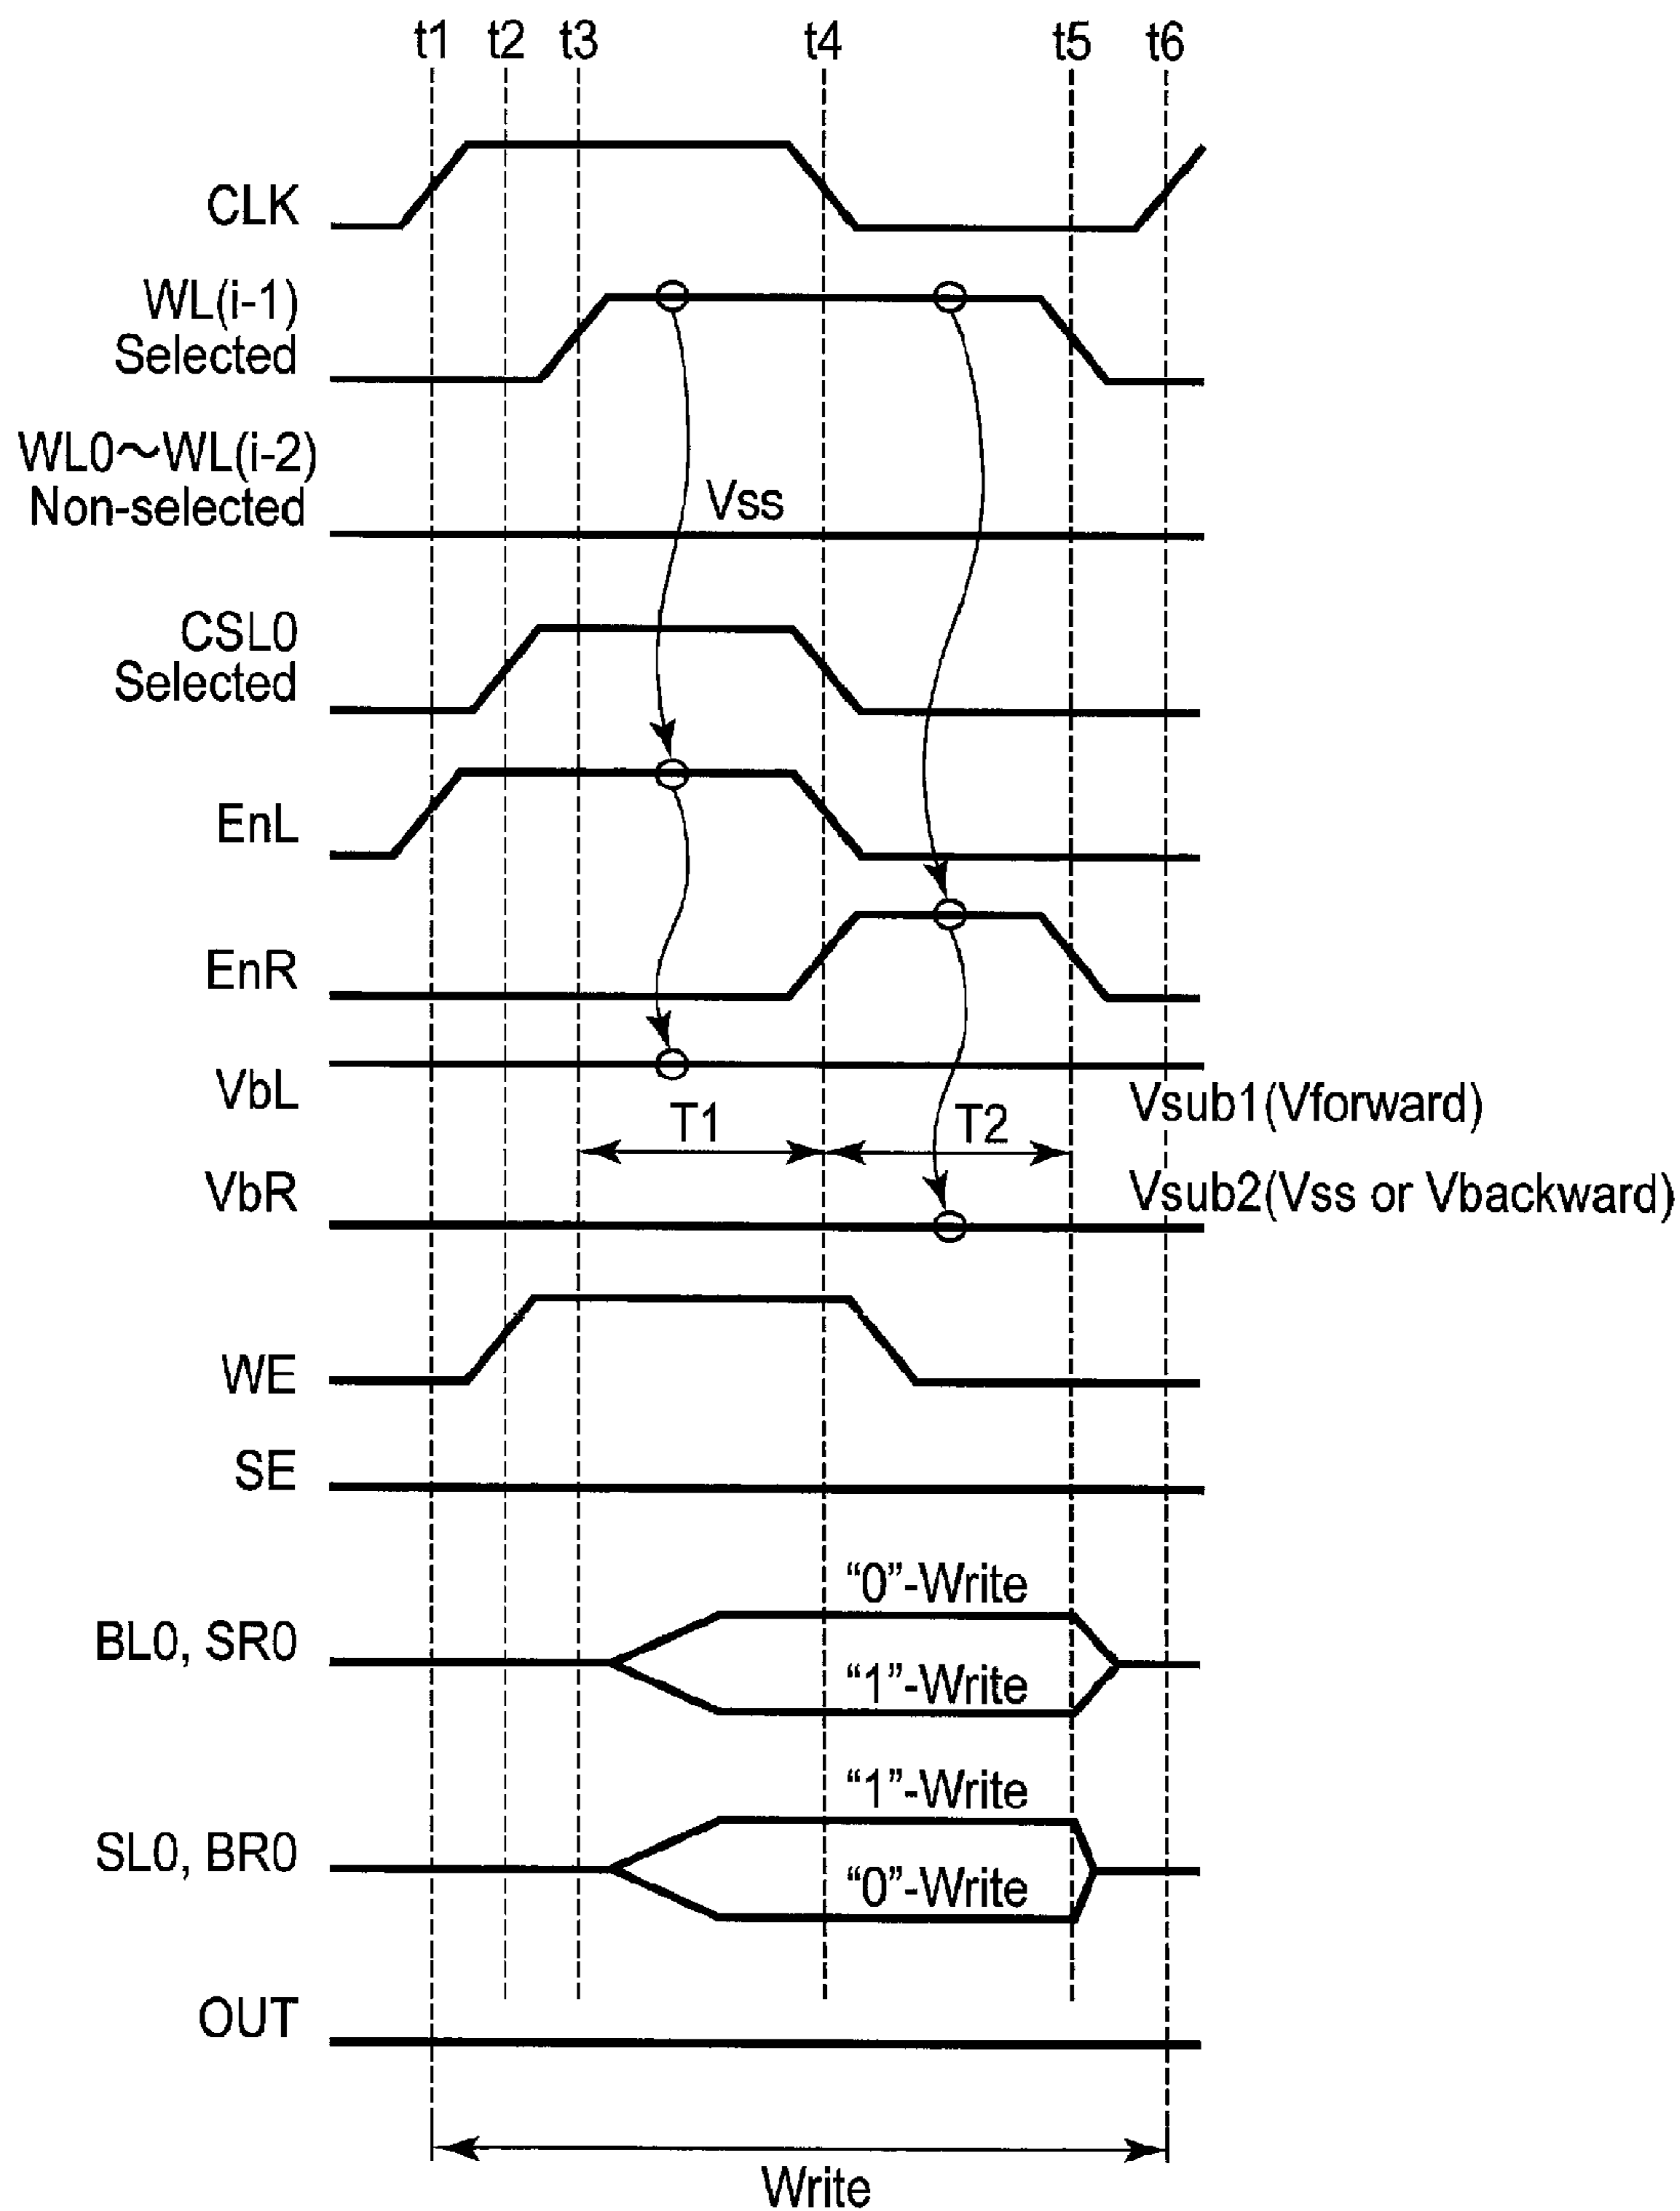 t1 t2 t3 t4 t5 t6
CLK
WL(i-1)
Selected
WL0～WL(i-2)
Non-selected
Vss
CSL0
Selected
EnL
EnR
VbL
Vsub1(Vforward)
T1 T2
VbR
Vsub2(Vss or Vbackward)
WE
SE
“0”-Write
BL0, SR0
“1”-Write
“1”-Write
SL0, BR0
“0”-Write
OUT
Write